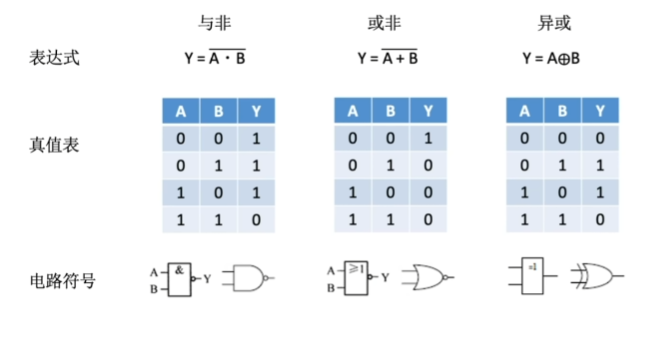 与非 或非 异或
表达式 Y = \overline{A · B} Y = \overline{A + B} Y = A⊕B
A B Y A B Y A B Y
0 0 1 0 0 1 0 0 0
真值表
0 1 1 0 1 0 0 1 1
1 0 1 1 0 0 1 0 1
1 1 0 1 1 0 1 1 0
A & Y A ≥1 Y =1
电路符号
B B